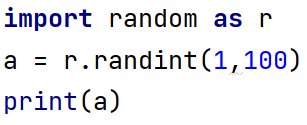 import random as r
a = r.randint(1,100)
print(a)